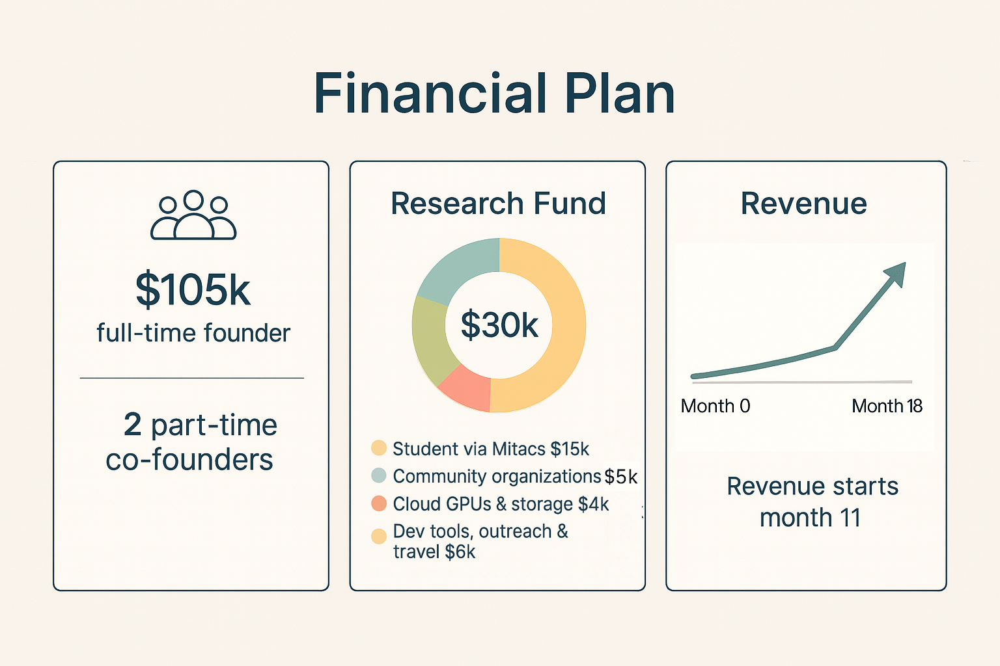 Financial Plan
$105k
full-time founder
2 part-time
co-founders
Research Fund
$30k
Student via Mitacs $15k
Community organizations $5k
Cloud GPUs & storage $4k
Dev tools, outreach &
travel $6k
Revenue
Month 0
Month 18
Revenue starts
month 11